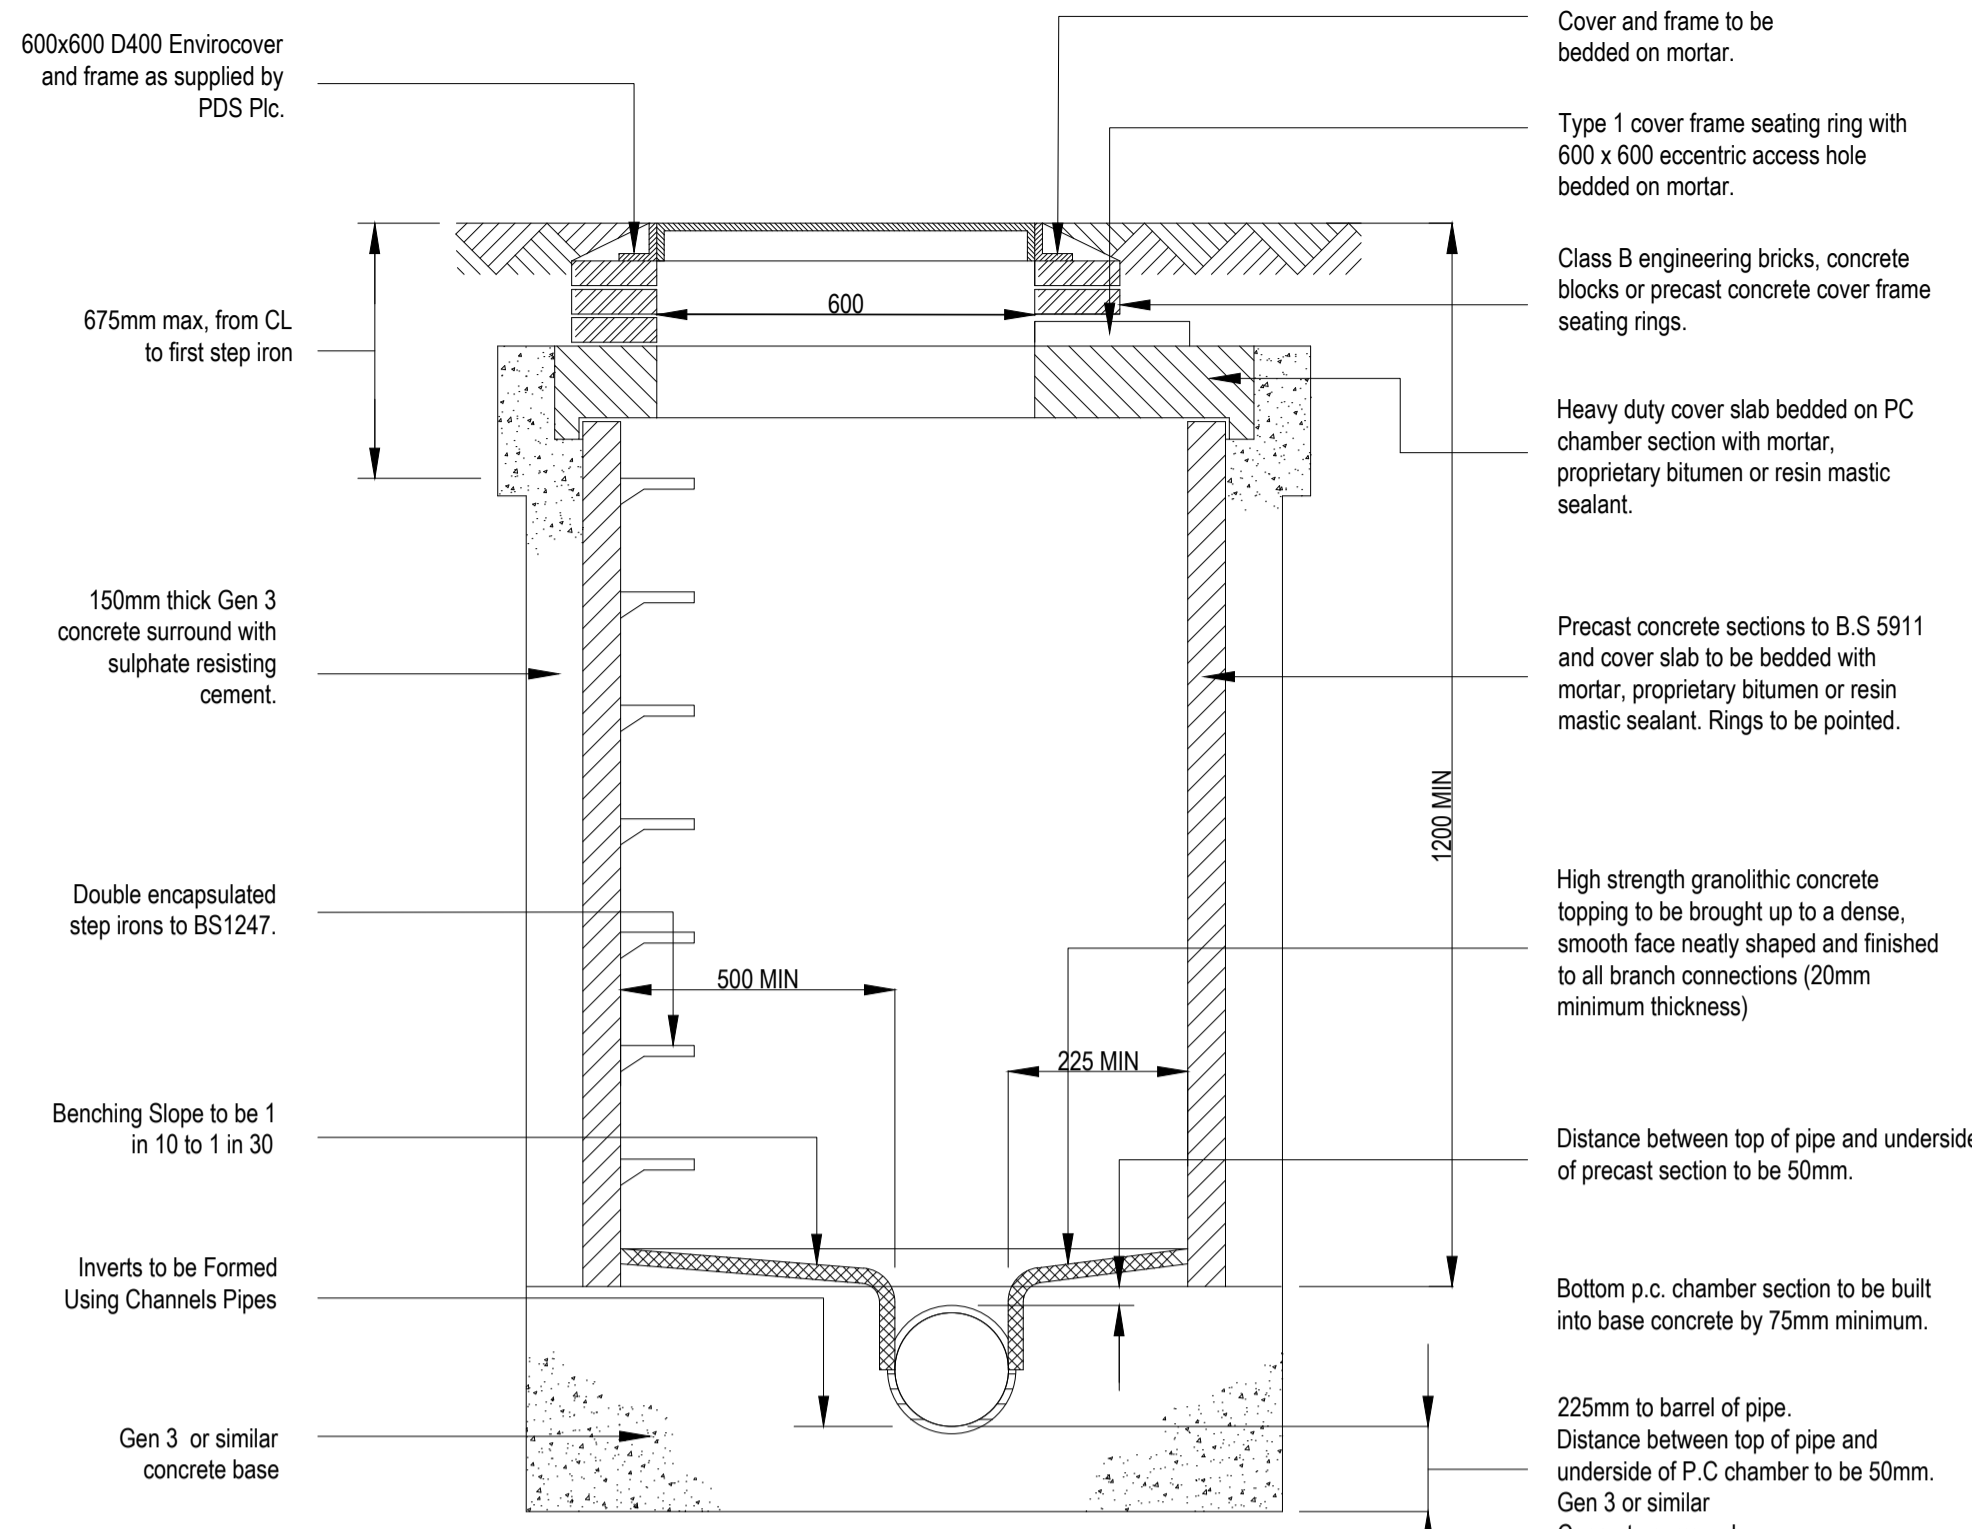 600x600 D400 Envirocover
and frame as supplied by
PDS Plc.
675mm max, from CL
to first step iron
150mm thick Gen 3
concrete surround with
sulphate resisting
cement.
Double encapsulated
step irons to BS1247.
Benching Slope to be 1
in 10 to 1 in 30
Inverts to be Formed
Using Channels Pipes
Gen 3 or similar
concrete base
600
500 MIN
225 MIN
1200 MIN
Cover and frame to be
bedded on mortar.
Type 1 cover frame seating ring with
600 x 600 eccentric access hole
bedded on mortar.
Class B engineering bricks, concrete
blocks or precast concrete cover frame
seating rings.
Heavy duty cover slab bedded on PC
chamber section with mortar,
proprietary bitumen or resin mastic
sealant.
Precast concrete sections to B.S 5911
and cover slab to be bedded with
mortar, proprietary bitumen or resin
mastic sealant. Rings to be pointed.
High strength granolithic concrete
topping to be brought up to a dense,
smooth face neatly shaped and finished
to all branch connections (20mm
minimum thickness)
Distance between top of pipe and underside
of precast section to be 50mm.
Bottom p.c. chamber section to be built
into base concrete by 75mm minimum.
225mm to barrel of pipe.
Distance between top of pipe and
underside of P.C chamber to be 50mm.
Gen 3 or similar